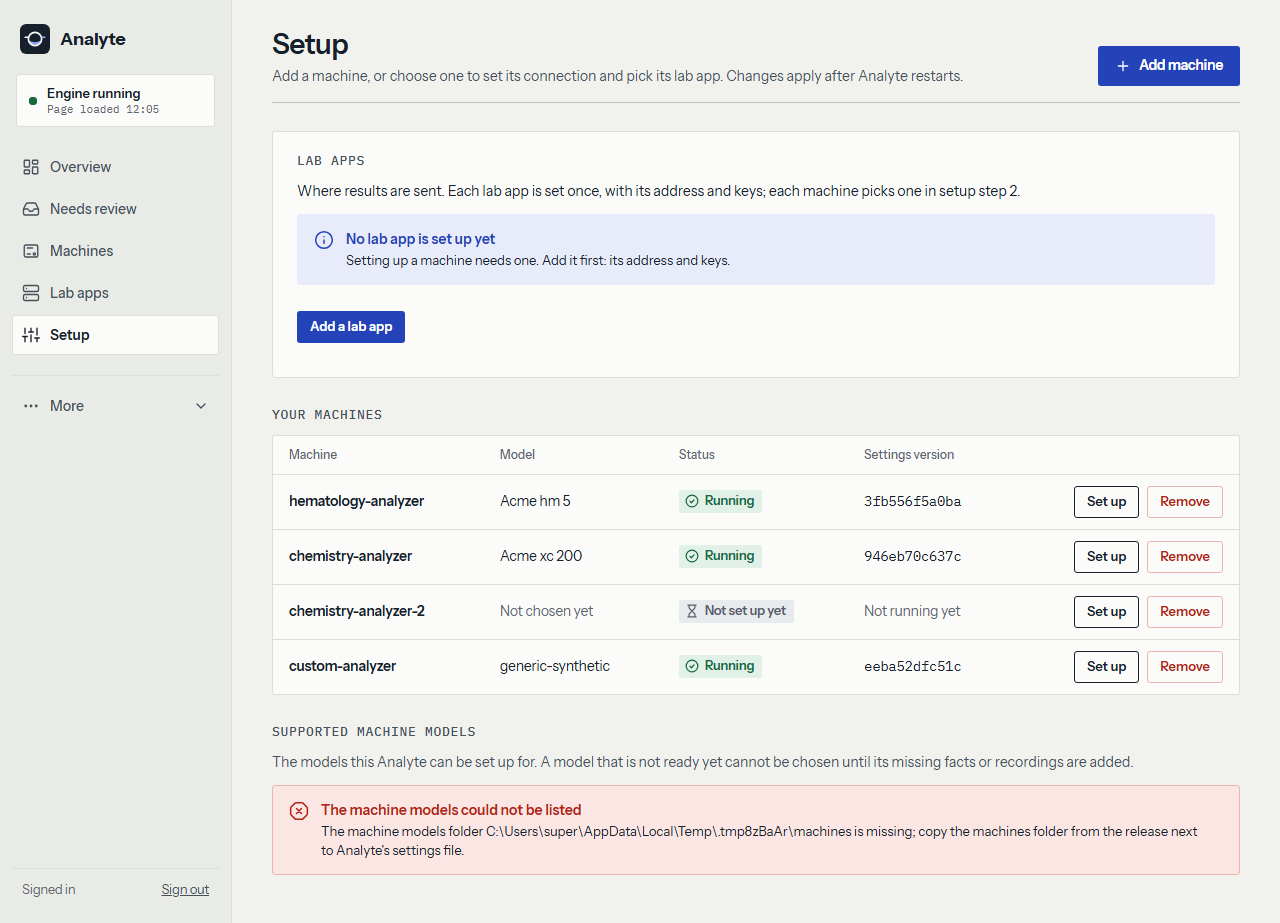 Analyte
Engine running
Page loaded 12:05
Overview
Needs review
Machines
Lab apps
Setup
More
Signed in
Sign out
Setup
Add a machine, or choose one to set its connection and pick its lab app. Changes apply after Analyte restarts.
Add machine
LAB APPS
Where results are sent. Each lab app is set once, with its address and keys; each machine picks one in setup step 2.
No lab app is set up yet
Setting up a machine needs one. Add it first: its address and keys.
Add a lab app
YOUR MACHINES
Machine Model Status Settings version
hematology-analyzer Acme hm 5 Running 3fb556f5a0ba Set up Remove
chemistry-analyzer Acme xc 200 Running 946eb70c637c Set up Remove
chemistry-analyzer-2 Not chosen yet Not set up yet Not running yet Set up Remove
custom-analyzer generic-synthetic Running eeba52dfc51c Set up Remove
SUPPORTED MACHINE MODELS
The models this Analyte can be set up for. A model that is not ready yet cannot be chosen until its missing facts or recordings are added.
The machine models could not be listed
The machine models folder C:\Users\super\AppData\Local\Temp\.tmp8zBaAr\machines is missing; copy the machines folder from the release next
to Analyte's settings file.